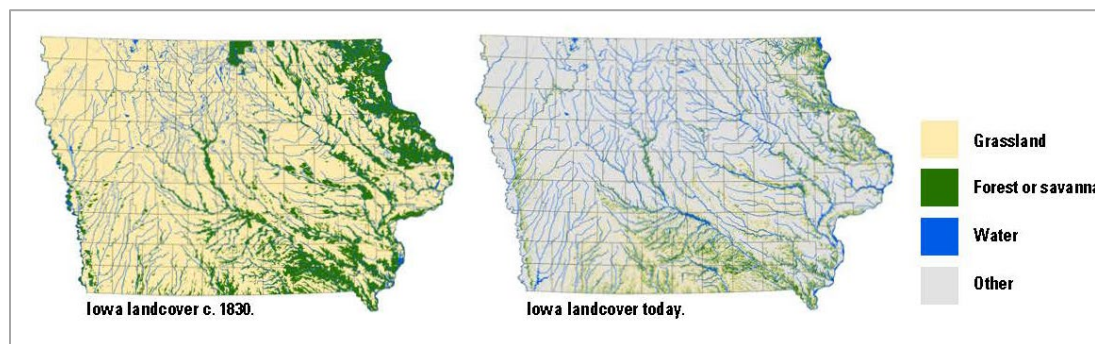 Iowa landcover c. 1830.
Iowa landcover today.
Grassland
Forest or savanna
Water
Other